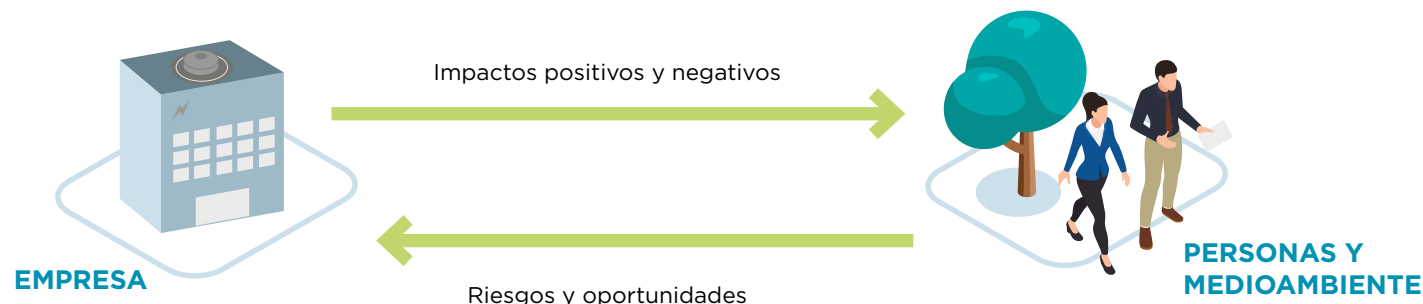 Impactos positivos y negativos
EMPRESA
Riesgos y oportunidades
PERSONAS Y
MEDIOAMBIENTE